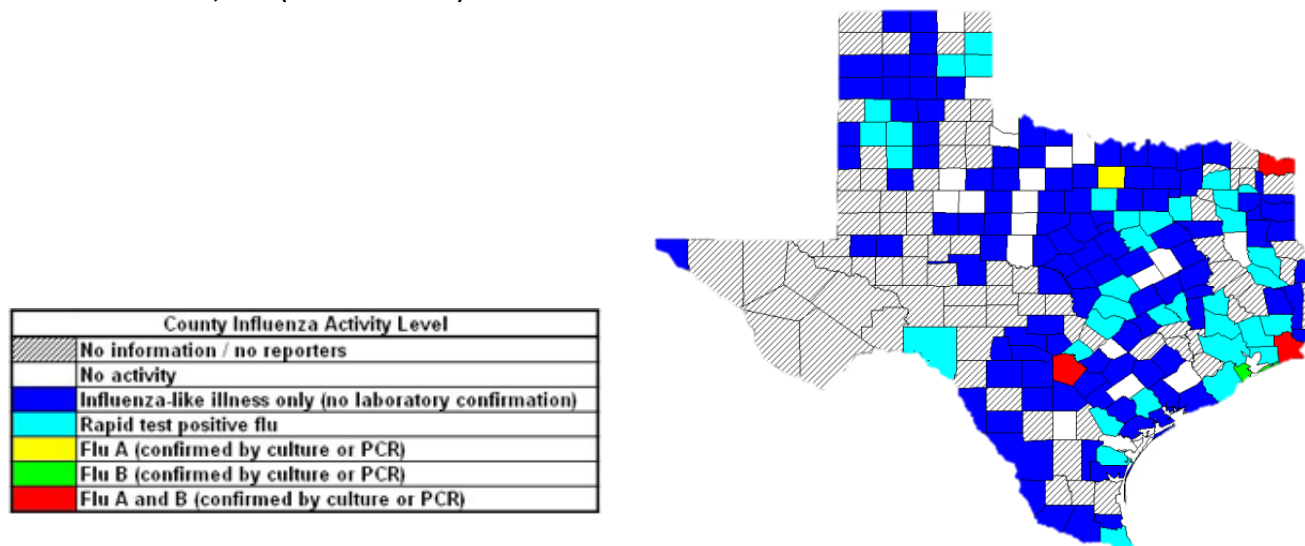 County Influenza Activity Level
No information / no reporters
No activity
Influenza-like illness only (no laboratory confirmation)
Rapid test positive flu
Flu A (confirmed by culture or PCR)
Flu B (confirmed by culture or PCR)
Flu A and B (confirmed by culture or PCR)